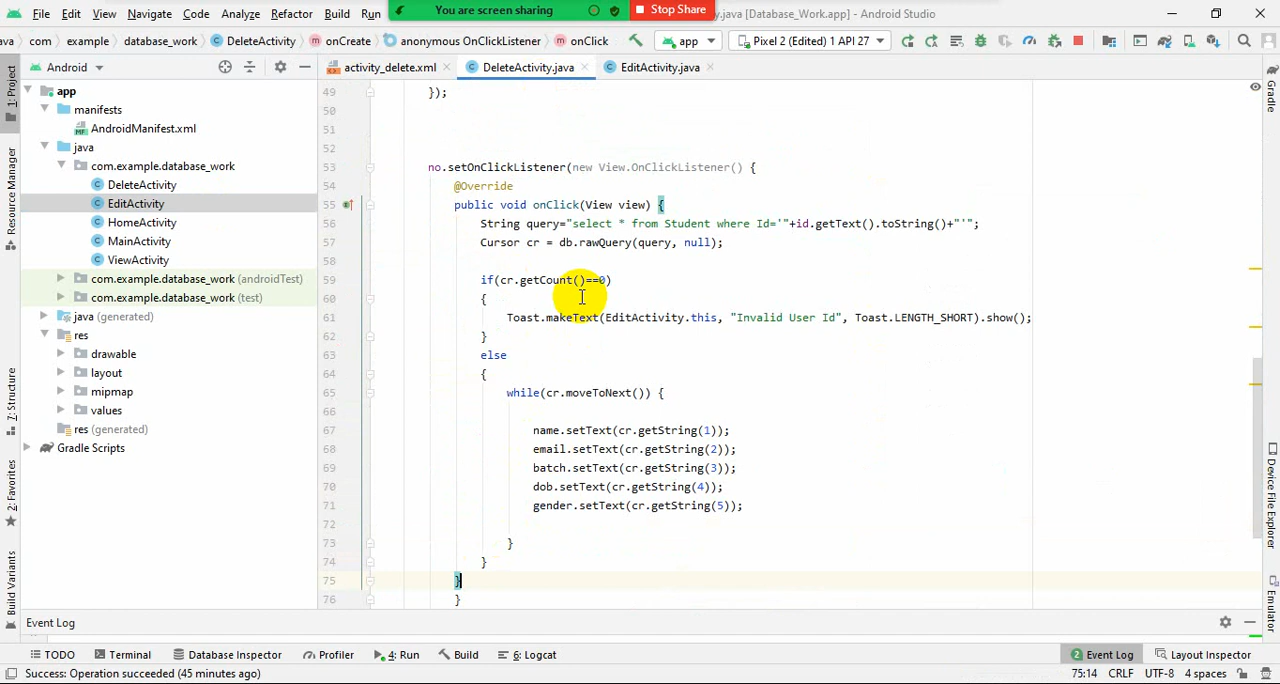 File Edit View Navigate Code Analyze Refactor Build Run You are screen sharing Stop Share .java [Database_Work.app] - Android Studio
ava com example database_work DeleteActivity onCreate anonymous OnClickListener onClick app Pixel 2 (Edited) 1 API 27
Android activity_delete.xml DeleteActivity.java EditActivity.java
1: Project
Resource Manager
7: Structure
2: Favorites
Build Variants
app
manifests
AndroidManifest.xml
java
com.example.database_work
DeleteActivity
EditActivity
HomeActivity
MainActivity
ViewActivity
com.example.database_work (androidTest)
com.example.database_work (test)
java (generated)
res
drawable
layout
mipmap
values
res (generated)
Gradle Scripts
49 });
50
51
52
53 no.setOnClickListener(new View.OnClickListener() {
54 @Override
55 public void onClick(View view) {
56 String query="select * from Student where Id='"+id.getText().toString()+"'";
57 Cursor cr = db.rawQuery(query, null);
58
59 if(cr.getCount()==0)
60 {
61 Toast.makeText(EditActivity.this, "Invalid User Id", Toast.LENGTH_SHORT).show();
62 }
63 else
64 {
65 while(cr.moveToNext()) {
66
67 name.setText(cr.getString(1));
68 email.setText(cr.getString(2));
69 batch.setText(cr.getString(3));
70 dob.setText(cr.getString(4));
71 gender.setText(cr.getString(5));
72
73 }
74 }
75 }
76 }
Gradle
Device File Explorer
Emulator
Event Log
TODO Terminal Database Inspector Profiler 4: Run Build 6: Logcat 2 Event Log Layout Inspector
Success: Operation succeeded (45 minutes ago) 75:14 CRLF UTF-8 4 spaces